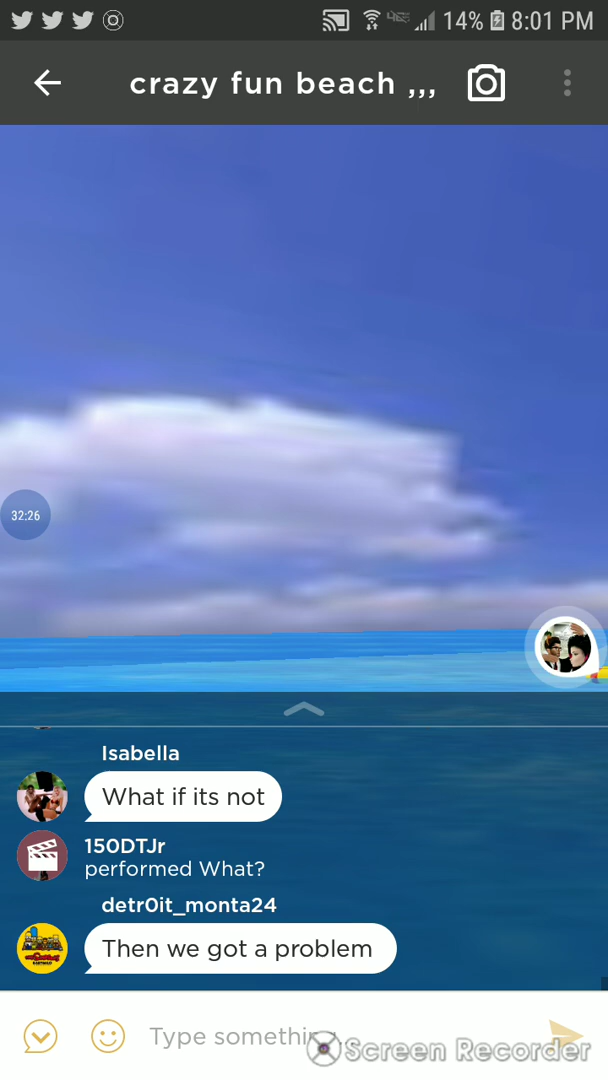 14% 8:01 PM
crazy fun beach ,,,
32:26
Isabella
What if its not
150DTJr
performed What?
detr0it_monta24
Then we got a problem
Type something...
Screen Recorder